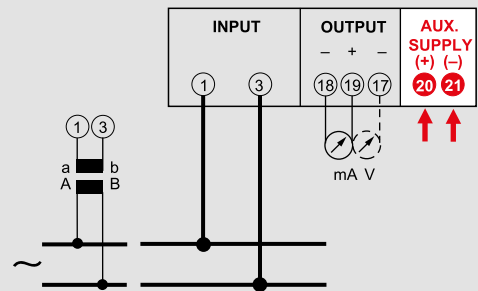 INPUT
OUTPUT
AUX.
SUPPLY
– + –
(+) (–)
1 3
18 19 17
20 21
1 3
a b
A B
mA V
~